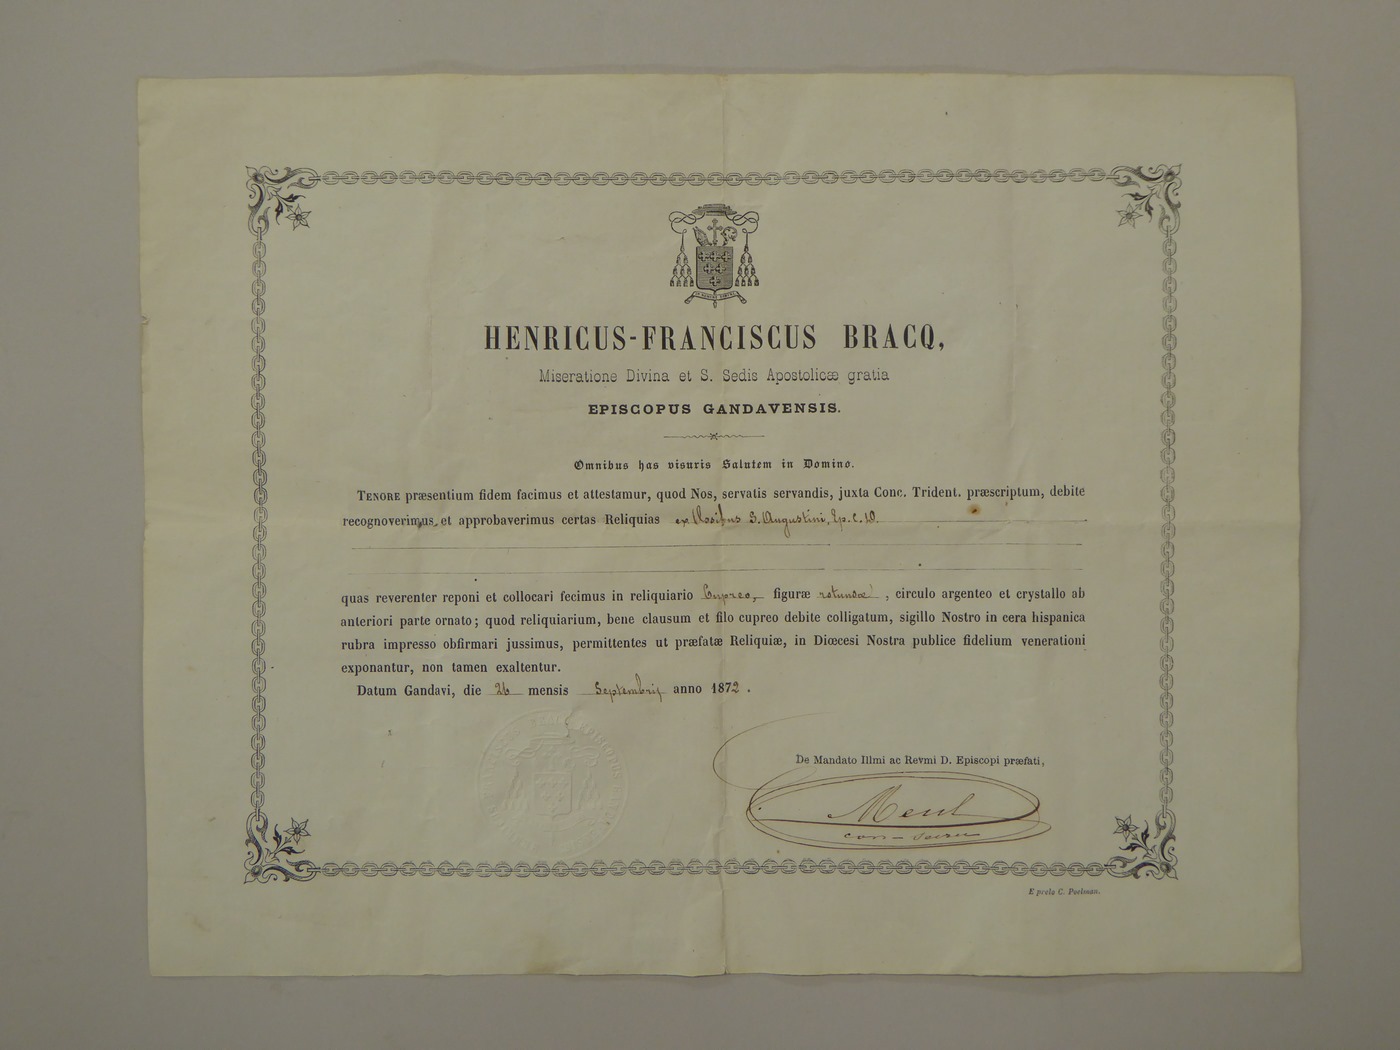 HENRICUS-FRANCISCUS BRACQ,
Miseratione Divina et S. Sedis Apostolicæ gratia
EPISCOPUS GANDAVENSIS.
Omnibus has visuris Salutem in Domino.
TENORE præsentium fidem facimus et attestamur, quod Nos, servatis servandis, juxta Conc. Trident. præscriptum, debite
recognoverimus, et approbaverimus certas Reliquias ex Ossibus S. Augustini, Ep. C. D.
quas reverenter reponi et collocari fecimus in reliquiario Cupreo, figuræ rotundæ, circulo argenteo et crystallo ab
anteriori parte ornato; quod reliquiarium, bene clausum et filo cupreo debite colligatum, sigillo Nostro in cera hispanica
rubra impresso obfirmari jussimus, permittentes ut præfatæ Reliquiæ, in Diœcesi Nostra publice fidelium venerationi
exponantur, non tamen exaltentur.
Datum Gandavi, die 26 mensis Septembris anno 1872.
De Mandato Illmi ac Revmi D. Episcopi præfati,
E prelo C. Poelman.